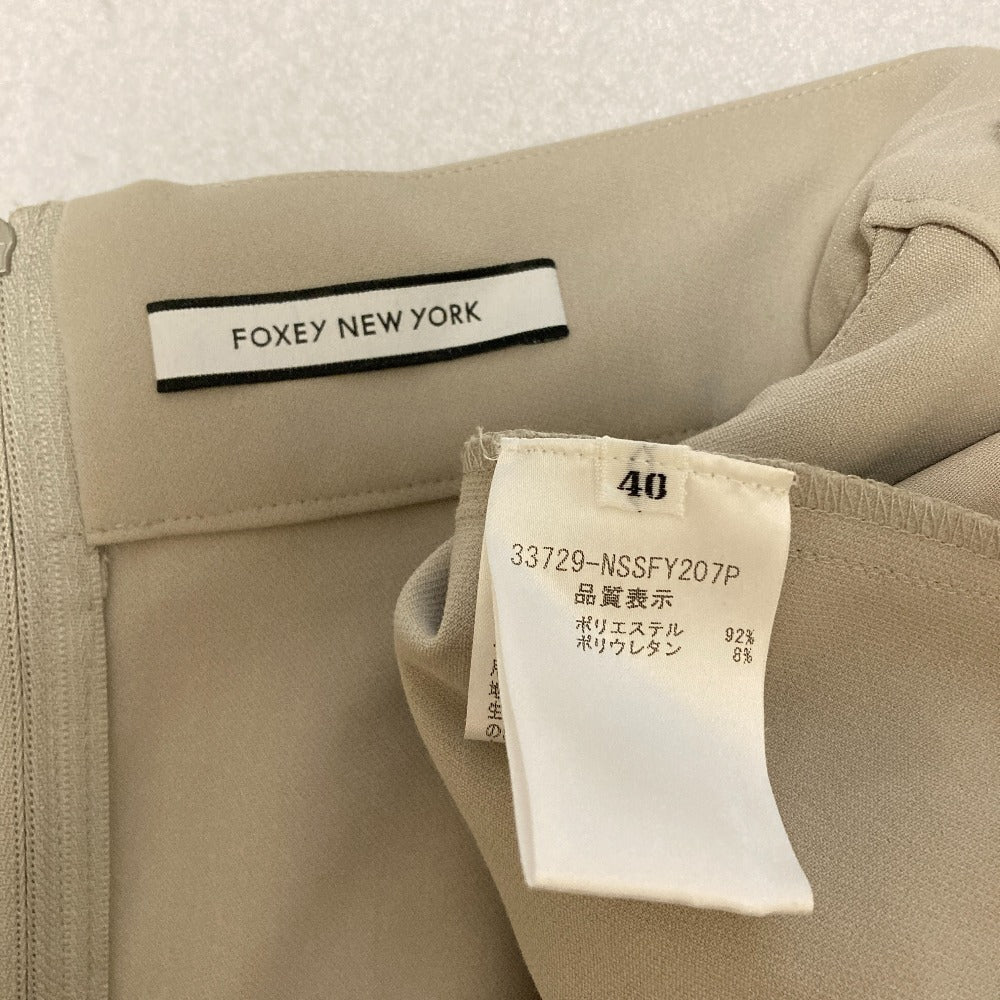 FOXEY NEW YORK
40
33729-NSSFY207P
品質表示
ポリエステル 92%
ポリウレタン 8%